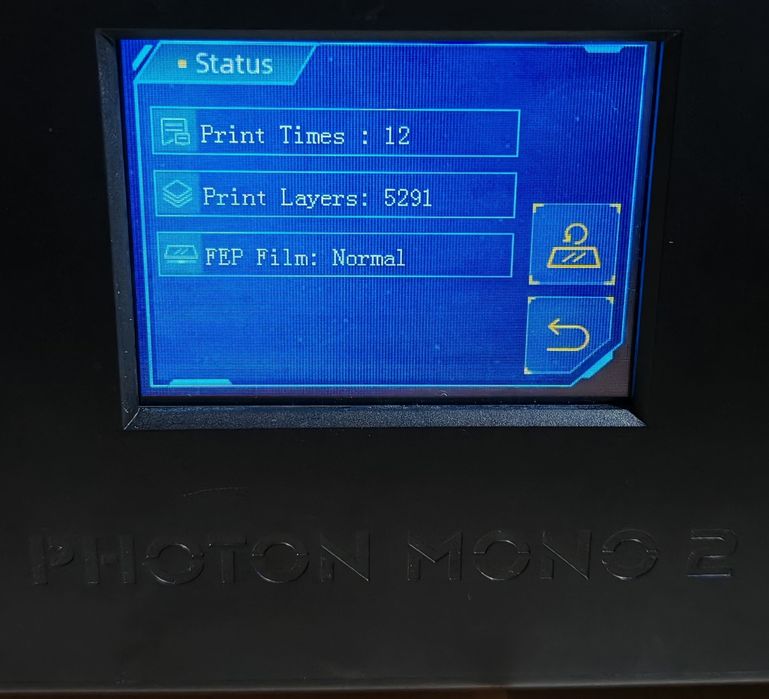 Status
Print Times : 12
Print Layers: 5291
FEP Film: Normal
PHOTON MONO 2